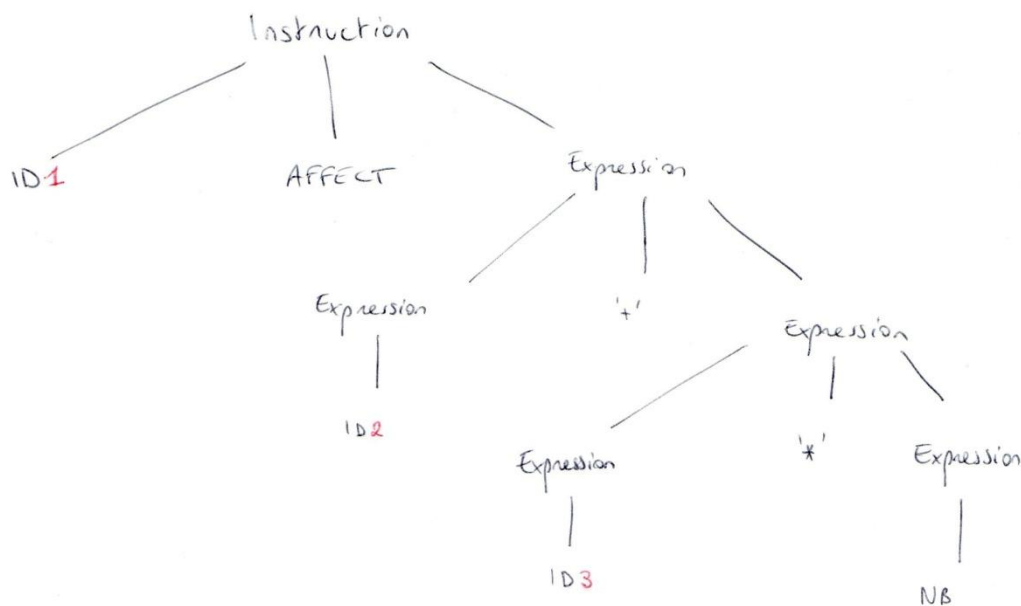 Instruction
ID1 AFFECT Expression
Expression '+' Expression
ID2 Expression '*' Expression
ID3 NB